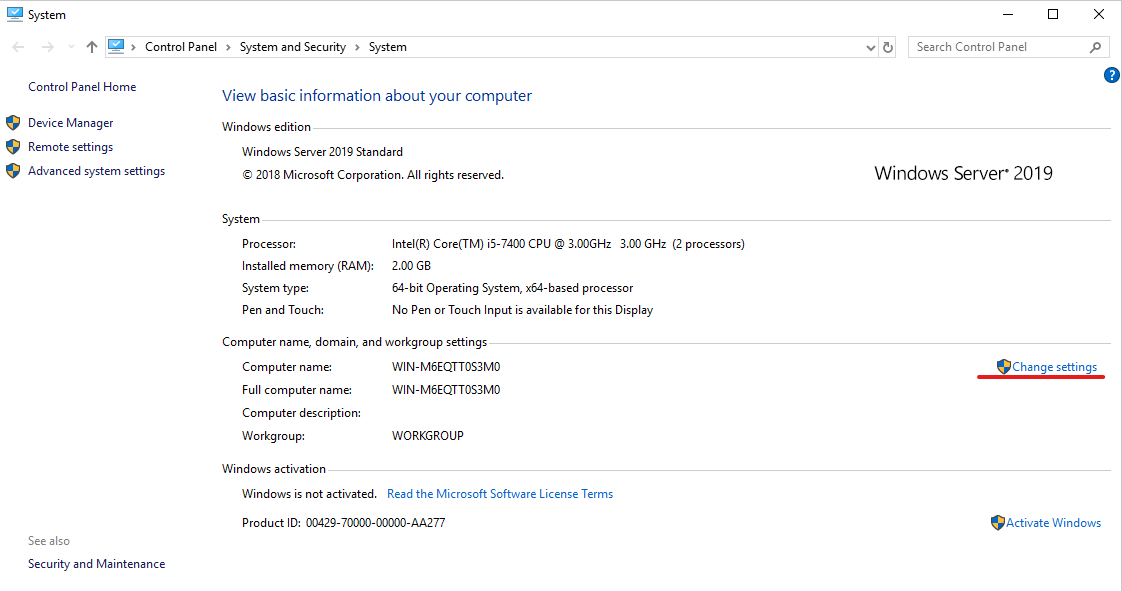 System
Control Panel › System and Security › System
Search Control Panel
?
Control Panel Home
Device Manager
Remote settings
Advanced system settings
View basic information about your computer
Windows edition
Windows Server 2019 Standard
© 2018 Microsoft Corporation. All rights reserved.
Windows Server® 2019
System
Processor: Intel(R) Core(TM) i5-7400 CPU @ 3.00GHz 3.00 GHz (2 processors)
Installed memory (RAM): 2.00 GB
System type: 64-bit Operating System, x64-based processor
Pen and Touch: No Pen or Touch Input is available for this Display
Computer name, domain, and workgroup settings
Computer name: WIN-M6EQTT0S3M0
Change settings
Full computer name: WIN-M6EQTT0S3M0
Computer description:
Workgroup: WORKGROUP
Windows activation
Windows is not activated. Read the Microsoft Software License Terms
Product ID: 00429-70000-00000-AA277
Activate Windows
See also
Security and Maintenance